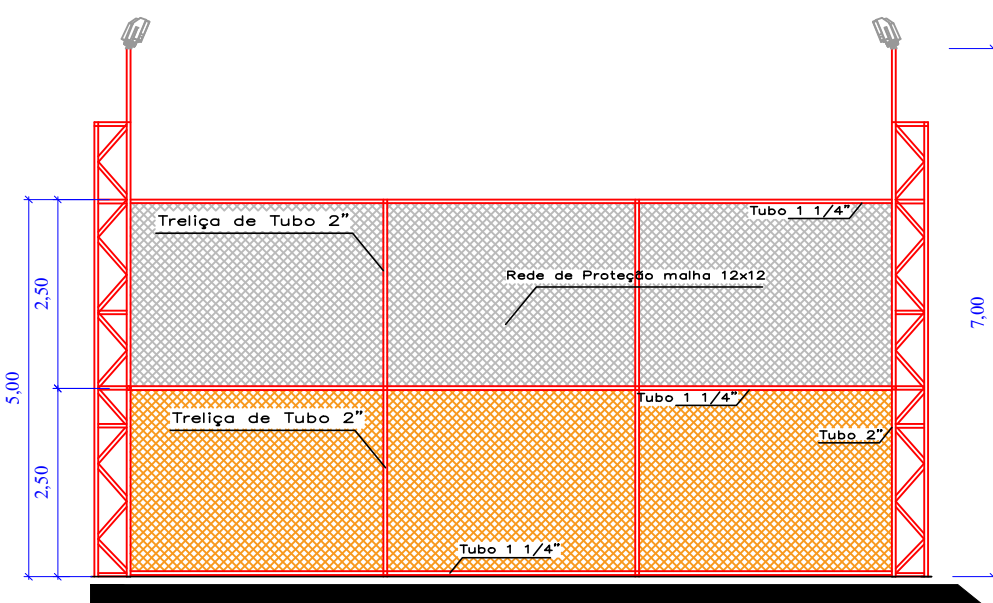 Tubo 1 1/4"
Treliça de Tubo 2"
Rede de Proteção malha 12x12
2,50
7,00
5,00
Tubo 1 1/4"
Treliça de Tubo 2"
Tubo 2"
2,50
Tubo 1 1/4"